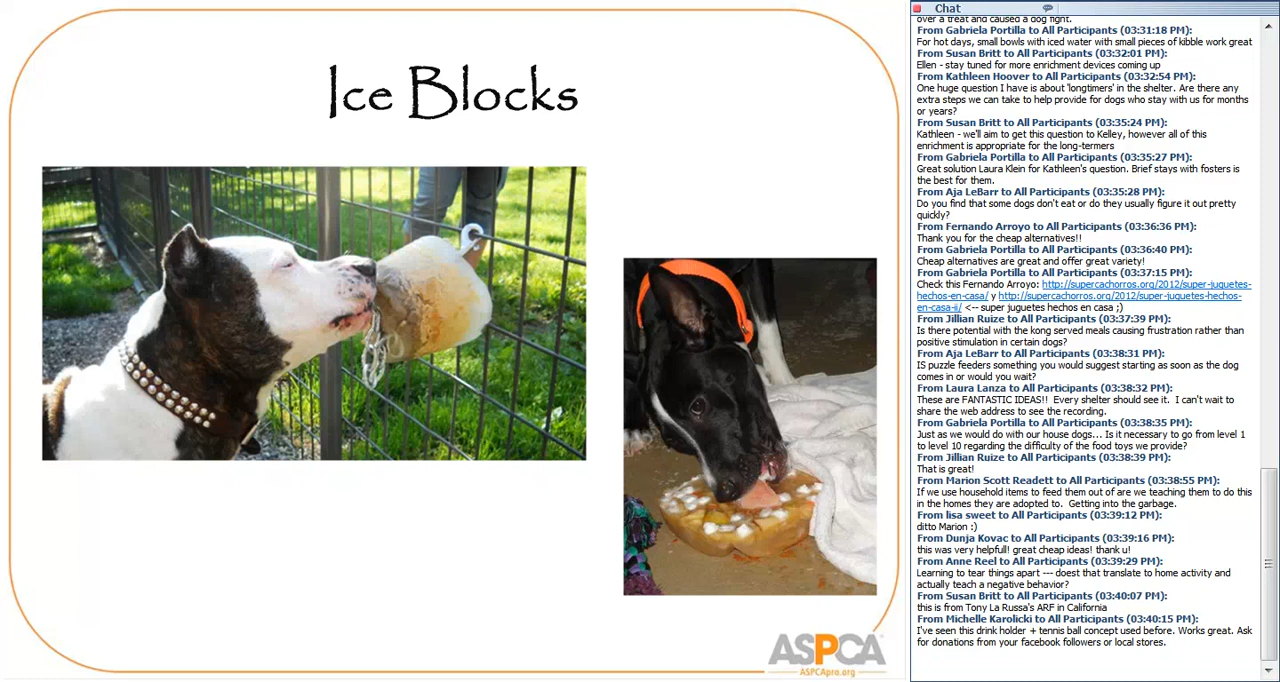 Ice Blocks
ASPCA
ASPCApro.org
Chat
over a treat and caused a dog fight.
From Gabriela Portilla to All Participants (03:31:18 PM):
For hot days, small bowls with iced water with small pieces of kibble work great
From Susan Britt to All Participants (03:32:01 PM):
Ellen - stay tuned for more enrichment devices coming up
From Kathleen Hoover to All Participants (03:32:54 PM):
One huge question I have is about 'longtimers' in the shelter. Are there any
extra steps we can take to help provide for dogs who stay with us for months
or years?
From Susan Britt to All Participants (03:35:24 PM):
Kathleen - we'll aim to get this question to Kelley, however all of this
enrichment is appropriate for the long-termers
From Gabriela Portilla to All Participants (03:35:27 PM):
Great solution Laura Klein for Kathleen's question. Brief stays with fosters is
the best for them.
From Aja LeBarr to All Participants (03:35:28 PM):
Do you find that some dogs don't eat or do they usually figure it out pretty
quickly?
From Fernando Arroyo to All Participants (03:36:36 PM):
Thank you for the cheap alternatives!!
From Gabriela Portilla to All Participants (03:36:40 PM):
Cheap alternatives are great and offer great variety!
From Gabriela Portilla to All Participants (03:37:15 PM):
Check this Fernando Arroyo: http://supercachorros.org/2012/super-juguetes-
hechos-en-casa/ y http://supercachorros.org/2012/super-juguetes-hechos-
en-casa-ii/ <-- super juguetes hechos en casa ;)
From Jillian Ruize to All Participants (03:37:39 PM):
Is there potential with the kong served meals causing frustration rather than
positive stimulation in certain dogs?
From Aja LeBarr to All Participants (03:38:31 PM):
IS puzzle feeders something you would suggest starting as soon as the dog
comes in or would you wait?
From Laura Lanza to All Participants (03:38:32 PM):
These are FANTASTIC IDEAS!! Every shelter should see it. I can't wait to
share the web address to see the recording.
From Gabriela Portilla to All Participants (03:38:35 PM):
Just as we would do with our house dogs... Is it necessary to go from level 1
to level 10 regarding the difficulty of the food toys we provide?
From Jillian Ruize to All Participants (03:38:39 PM):
That is great!
From Marion Scott Readett to All Participants (03:38:55 PM):
If we use household items to feed them out of are we teaching them to do this
in the homes they are adopted to. Getting into the garbage.
From lisa sweet to All Participants (03:39:12 PM):
ditto Marion :)
From Dunja Kovac to All Participants (03:39:16 PM):
this was very helpfull! great cheap ideas! thank u!
From Anne Reel to All Participants (03:39:29 PM):
Learning to tear things apart --- doest that translate to home activity and
actually teach a negative behavior?
From Susan Britt to All Participants (03:40:07 PM):
this is from Tony La Russa's ARF in California
From Michelle Karolicki to All Participants (03:40:15 PM):
I've seen this drink holder + tennis ball concept used before. Works great. Ask
for donations from your facebook followers or local stores.